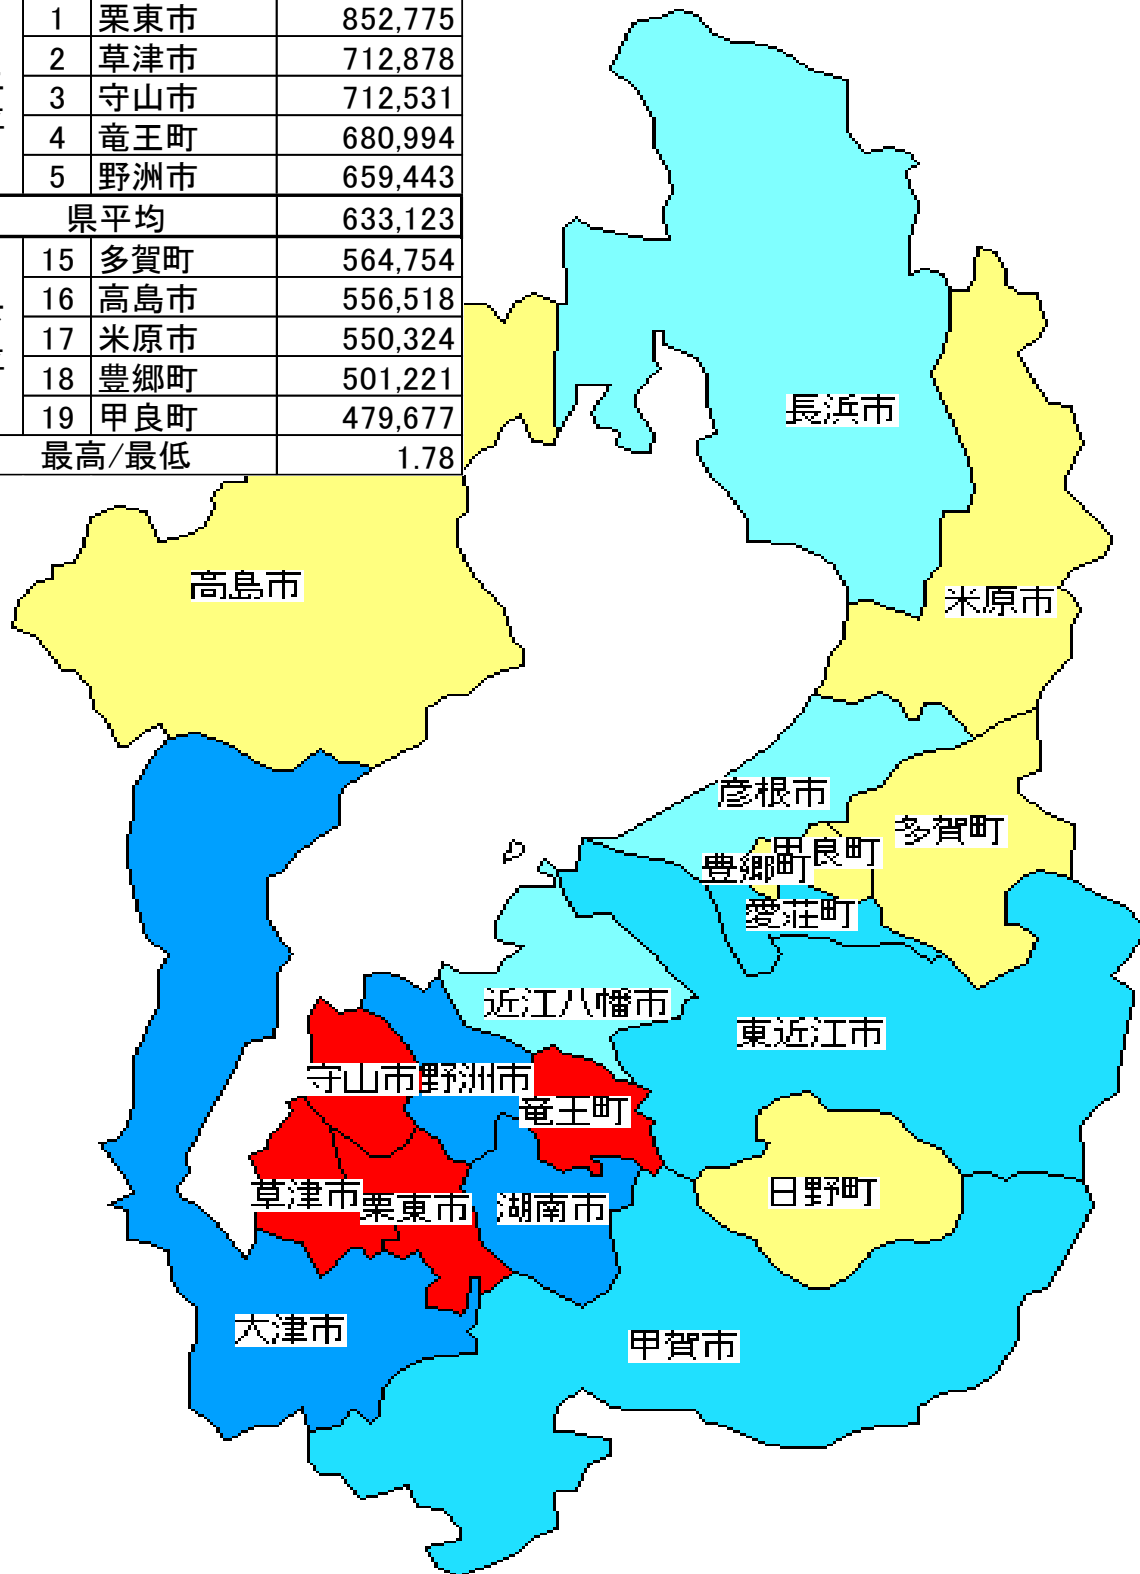 1 栗東市 852,775
2 草津市 712,878
3 守山市 712,531
4 竜王町 680,994
5 野洲市 659,443
県平均 633,123
15 多賀町 564,754
16 高島市 556,518
17 米原市 550,324
18 豊郷町 501,221
19 甲良町 479,677
最高/最低 1.78
長浜市
高島市
米原市
彦根市
多賀町
甲良町
豊郷町
愛荘町
近江八幡市
東近江市
守山市
野洲市
竜王町
草津市
栗東市
湖南市
日野町
大津市
甲賀市